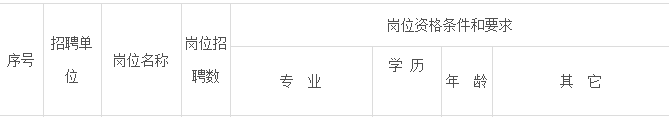 序号
招聘单
位
岗位名称
岗位招
聘数
岗位资格条件和要求
专 业
学 历
年 龄
其 它